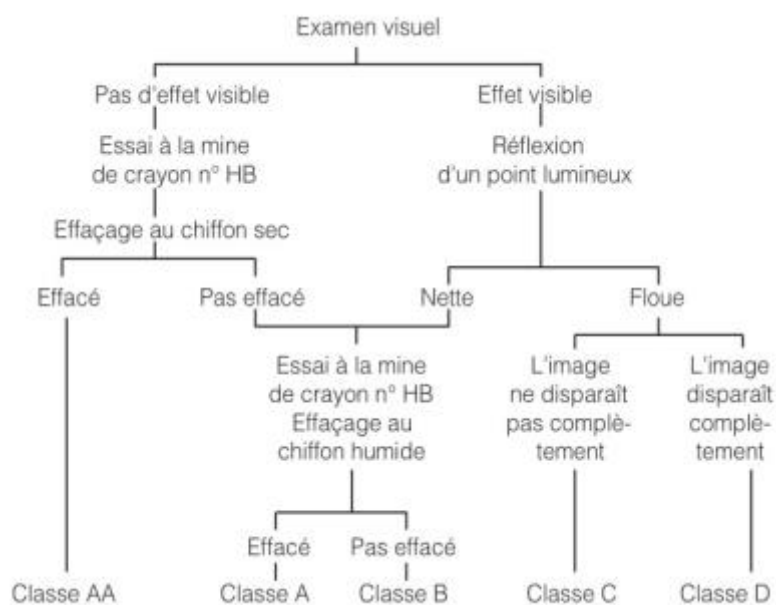 Examen visuel
Pas d'effet visible
Effet visible
Essai à la mine
de crayon n° HB
Réflexion
d'un point lumineux
Effaçage au chiffon sec
Effacé
Pas effacé
Nette
Floue
Essai à la mine
de crayon n° HB
Effaçage au
chiffon humide
L'image
ne disparaît
pas complè-
tement
L'image
disparaît
complè-
tement
Effacé
Pas effacé
Classe AA
Classe A
Classe B
Classe C
Classe D